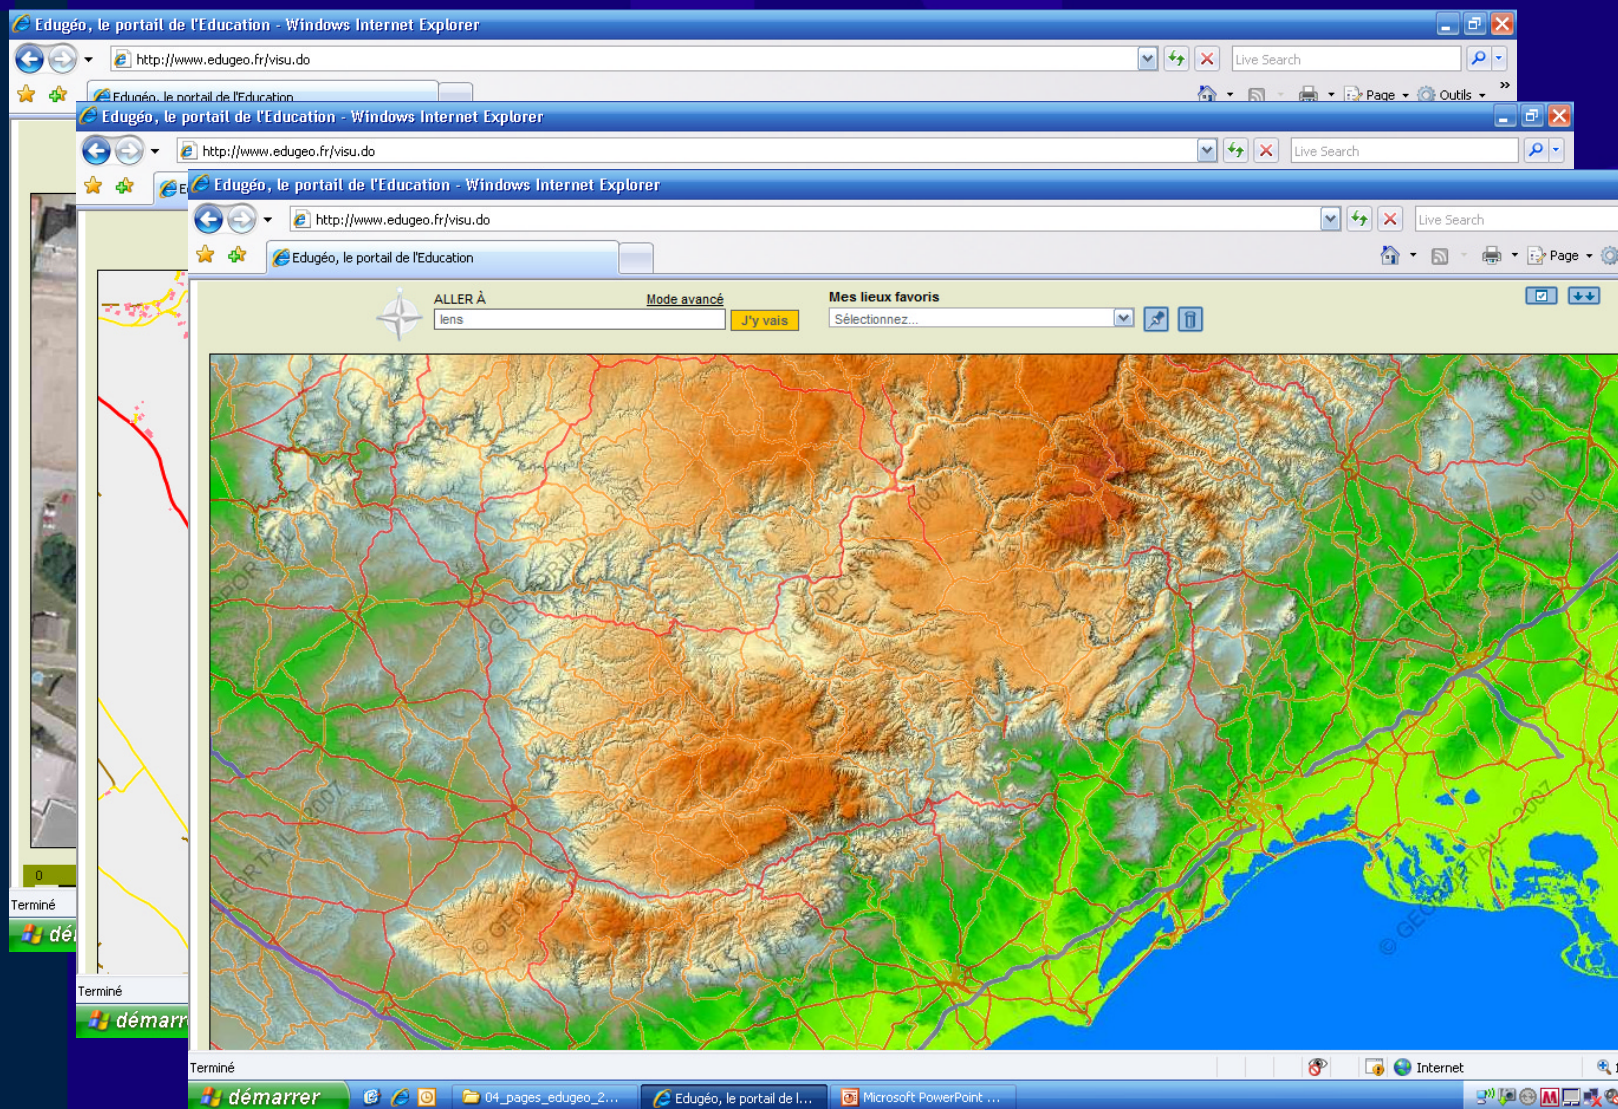 Edugéo, le portail de l'Education - Windows Internet Explorer
http://www.edugeo.fr/visu.do
Live Search
Edugéo, le portail de l'Education
Page
Outils
»
Edugéo, le portail de l'Education - Windows Internet Explorer
http://www.edugeo.fr/visu.do
Live Search
Edugéo, le portail de l'Education - Windows Internet Explorer
http://www.edugeo.fr/visu.do
Live Search
Edugéo, le portail de l'Education
Page
ALLER À
Mode avancé
Mes lieux favoris
lens
J'y vais
Sélectionnez...
© GEOPORTAIL 2007
0
Terminé
Terminé
démarr
Terminé
Internet
démarrer
04_pages_edugeo_2...
Edugéo, le portail de l...
Microsoft PowerPoint ...